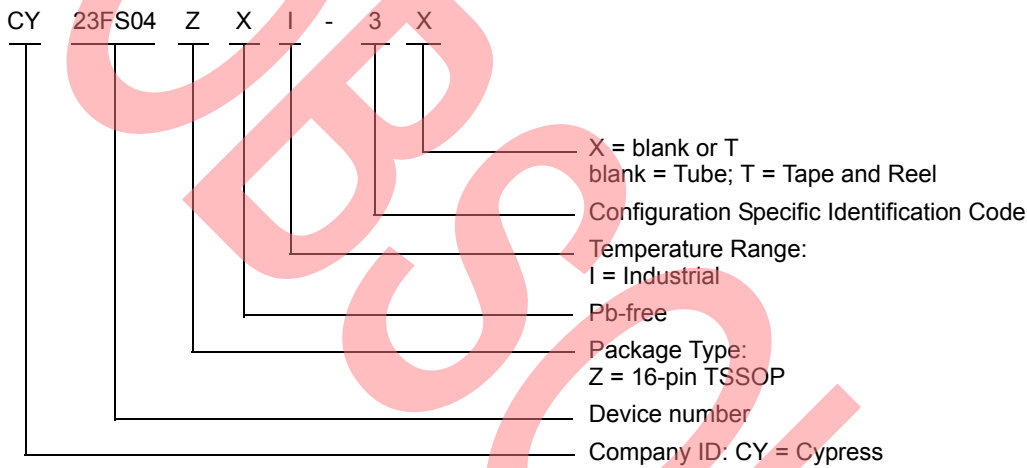 CY 23FS04 Z X I - 3 X
X = blank or T
blank = Tube; T = Tape and Reel
Configuration Specific Identification Code
Temperature Range:
I = Industrial
Pb-free
Package Type:
Z = 16-pin TSSOP
Device number
Company ID: CY = Cypress